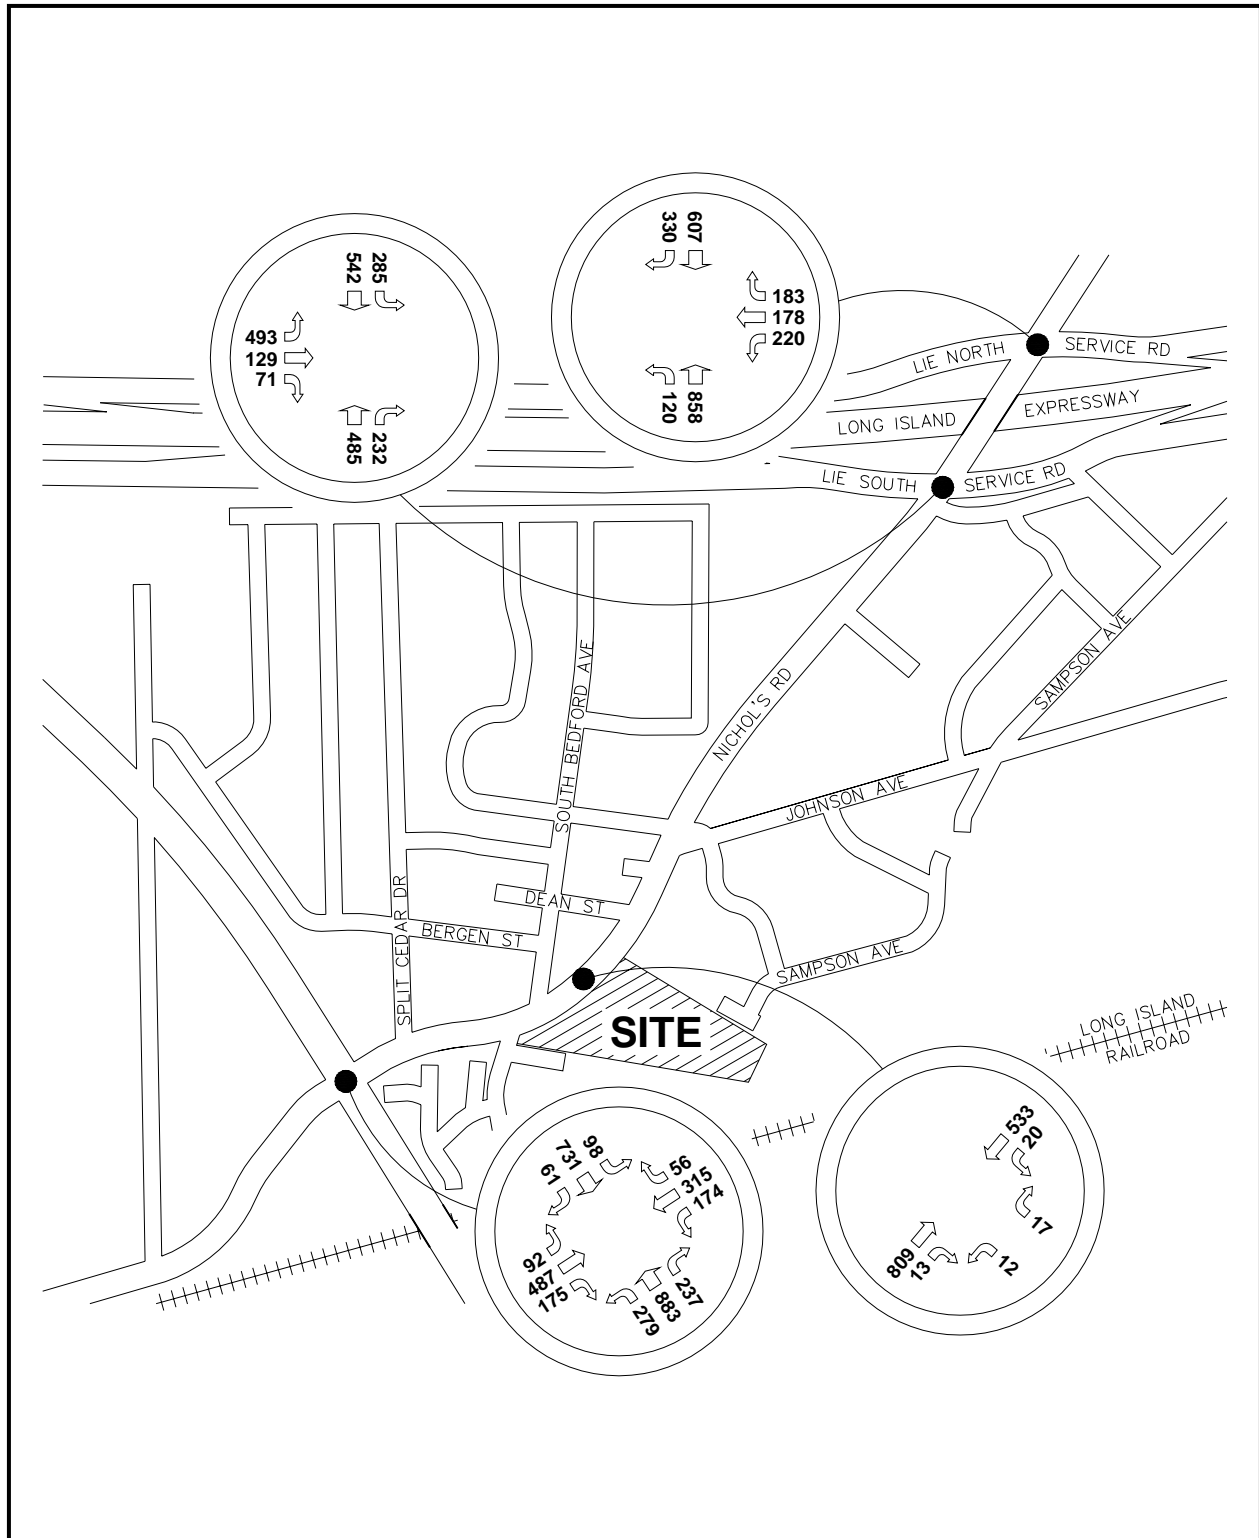 330
607
183
178
220
120
858
542
285
493
129
71
485
232
LIE NORTH
SERVICE RD
LONG ISLAND
EXPRESSWAY
LIE SOUTH
SERVICE RD
SOUTH BEDFORD AVE
NICHOL'S RD
SAMPSON AVE
JOHNSON AVE
SPLIT CEDAR DR
DEAN ST
BERGEN ST
SAMPSON AVE
SITE
LONG ISLAND
RAILROAD
61
731
98
56
315
174
92
487
175
279
883
237
533
20
17
12
809
13